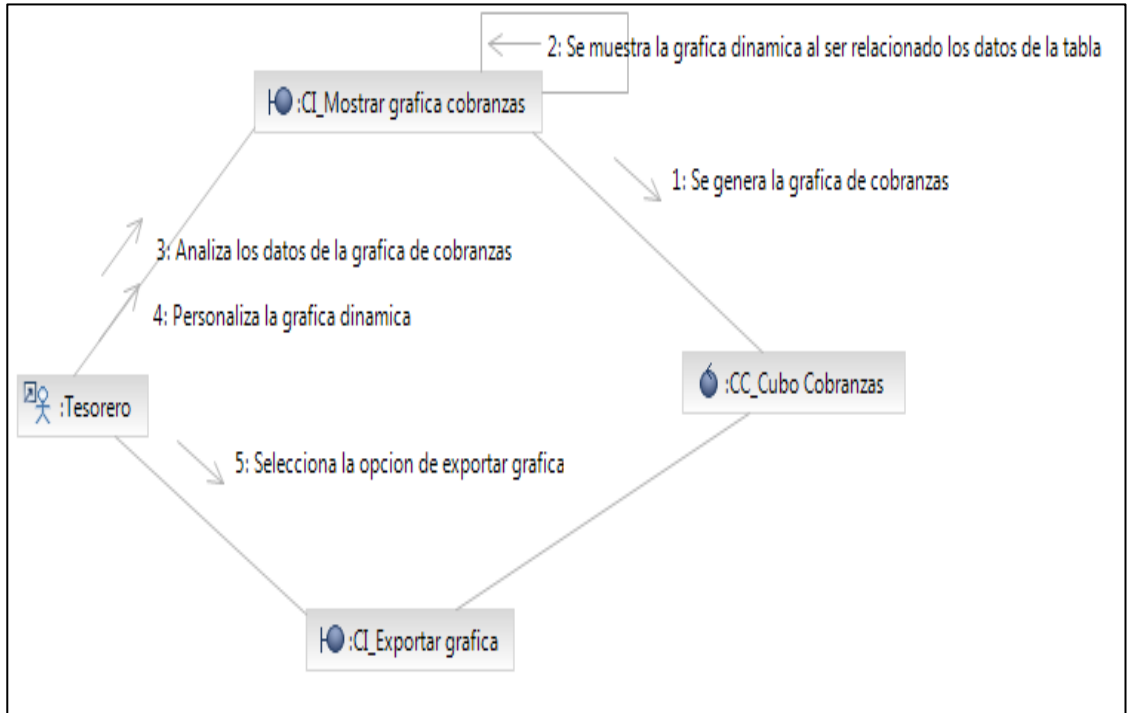 2: Se muestra la grafica dinamica al ser relacionado los datos de la tabla
:CI_Mostrar grafica cobranzas
1: Se genera la grafica de cobranzas
3: Analiza los datos de la grafica de cobranzas
4: Personaliza la grafica dinamica
:CC_Cubo Cobranzas
:Tesorero
5: Selecciona la opcion de exportar grafica
:CI_Exportar grafica